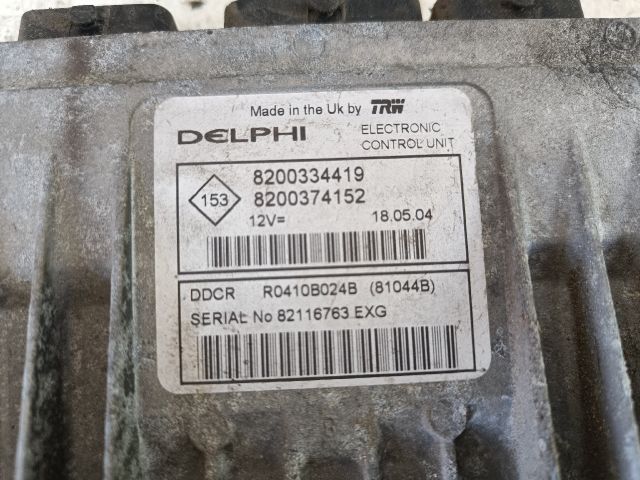 Made in the Uk by TRW
DELPHI ELECTRONIC
CONTROL UNIT
153
8200334419
8200374152
12V= 18.05.04
DDCR R0410B024B (81044B)
SERIAL No 82116763 EXG